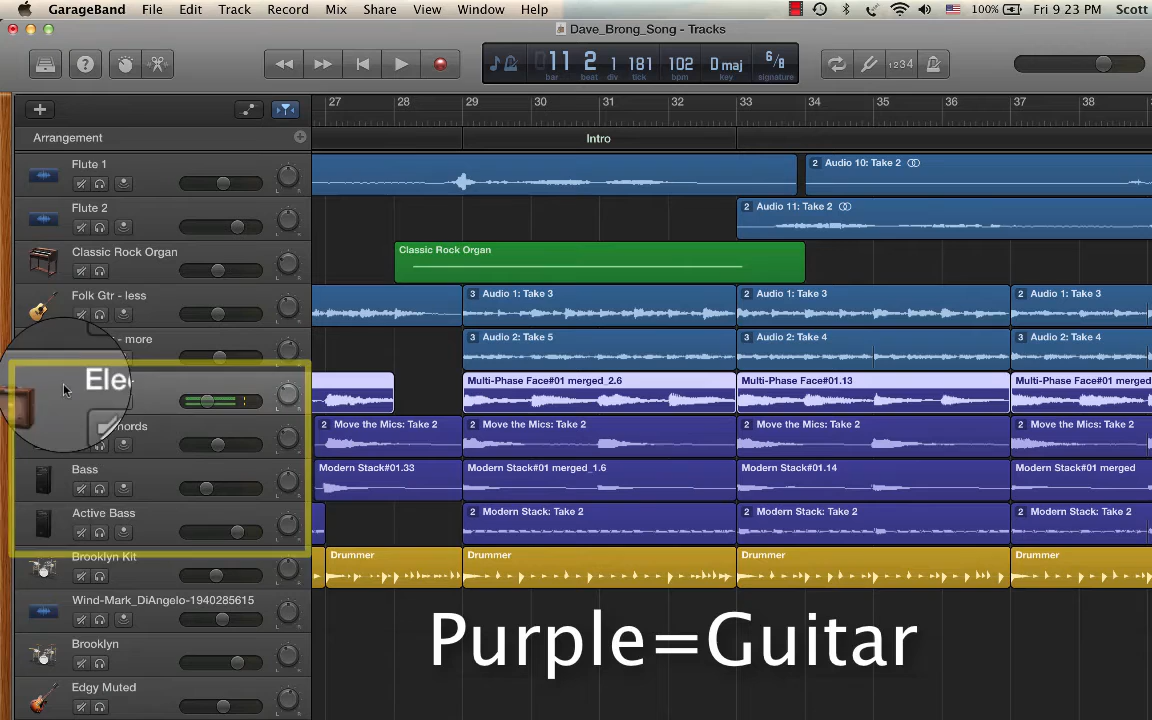 GarageBand File Edit Track Record Mix Share View Window Help 100% Fri 9:23 PM Scott
Dave_Brong_Song - Tracks
11 2 181 102 D maj 6/8
bar beat div tick bpm key signature
1234
27 28 29 30 31 32 33 34 35 36 37 38
Arrangement Intro
Flute 1 2 Audio 10: Take 2
Flute 2 2 Audio 11: Take 2
Classic Rock Organ Classic Rock Organ
Folk Gtr - less 3 Audio 1: Take 3 2 Audio 1: Take 3 2 Audio 1: Take 3
- more 3 Audio 2: Take 5 2 Audio 2: Take 4 2 Audio 2: Take 4
Multi-Phase Face#01 merged_2.6 Multi-Phase Face#01.13 Multi-Phase Face#01 merged
2 Move the Mics: Take 2 2 Move the Mics: Take 2 2 Move the Mics: Take 2 2 Move the Mics: Take 2
Bass Modern Stack#01.33 Modern Stack#01 merged_1.6 Modern Stack#01.14 Modern Stack#01 merged
Active Bass 2 Modern Stack: Take 2 2 Modern Stack: Take 2 2 Modern Stack: Take 2
Brooklyn Kit Drummer Drummer Drummer Drummer
Wind-Mark_DiAngelo-1940285615
Brooklyn
Edgy Muted
Purple=Guitar